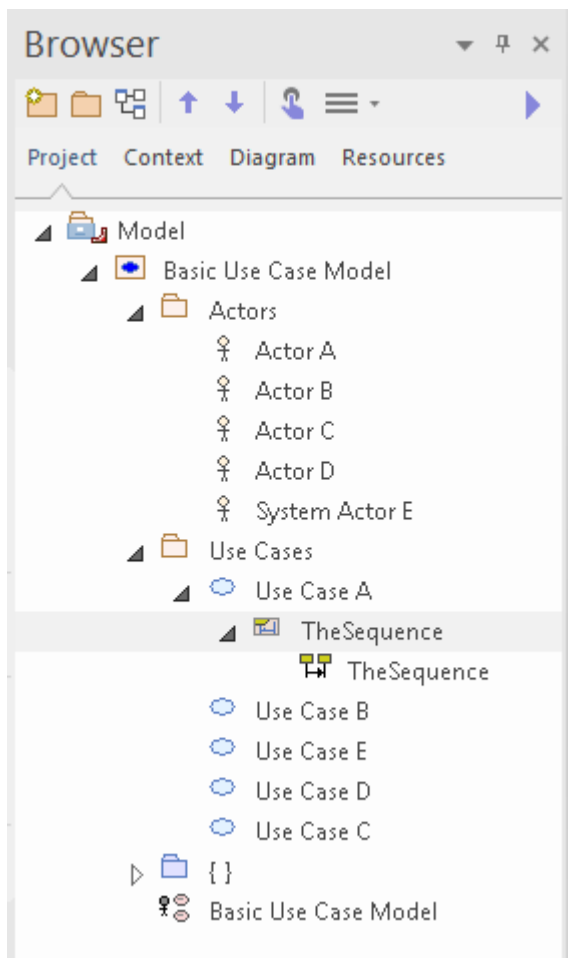 Browser
Project Context Diagram Resources
Model
Basic Use Case Model
Actors
Actor A
Actor B
Actor C
Actor D
System Actor E
Use Cases
Use Case A
TheSequence
TheSequence
Use Case B
Use Case E
Use Case D
Use Case C
{ }
Basic Use Case Model